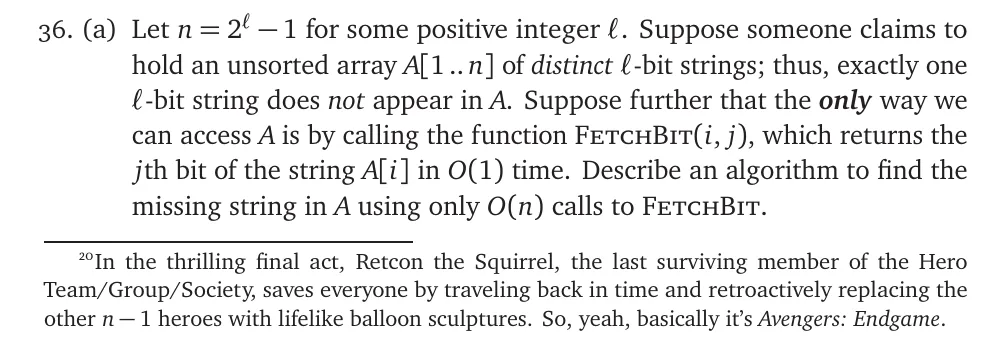 36. (a) Let n = 2^ℓ − 1 for some positive integer ℓ. Suppose someone claims to
hold an unsorted array A[1 .. n] of distinct ℓ-bit strings; thus, exactly one
ℓ-bit string does not appear in A. Suppose further that the only way we
can access A is by calling the function FETCHBIT(i, j), which returns the
jth bit of the string A[i] in O(1) time. Describe an algorithm to find the
missing string in A using only O(n) calls to FETCHBIT.
²⁰In the thrilling final act, Retcon the Squirrel, the last surviving member of the Hero
Team/Group/Society, saves everyone by traveling back in time and retroactively replacing the
other n − 1 heroes with lifelike balloon sculptures. So, yeah, basically it's Avengers: Endgame.